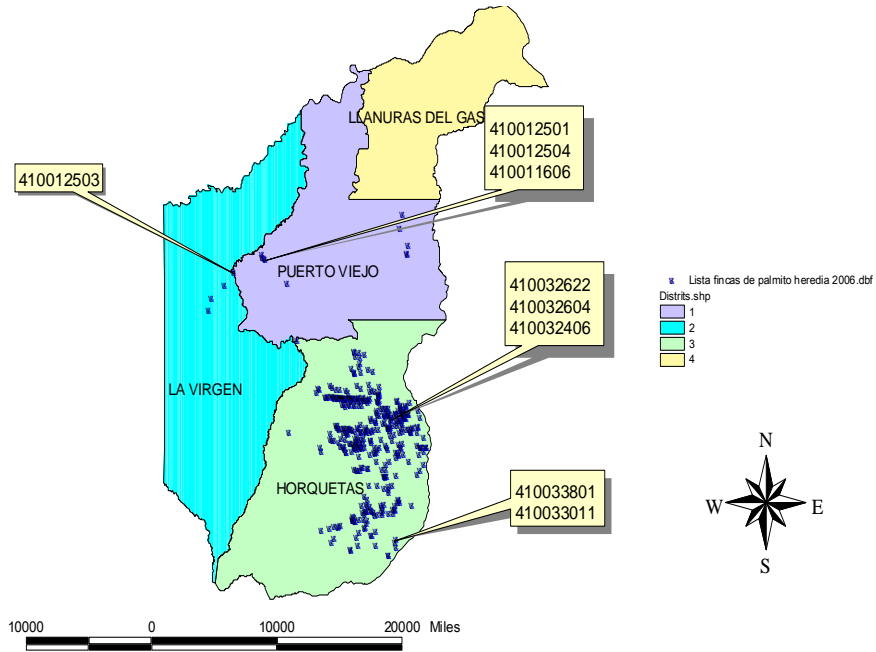 LLANURAS DEL GAS
410012501
410012504
410011606
410012503
PUERTO VIEJO
Lista fincas de palmito heredia 2006.dbf
Distrits.shp
1
2
3
4
410032622
410032604
410032406
LA VIRGEN
HORQUETAS
410033801
410033011
N
W E
S
10000 0 10000 20000 Miles